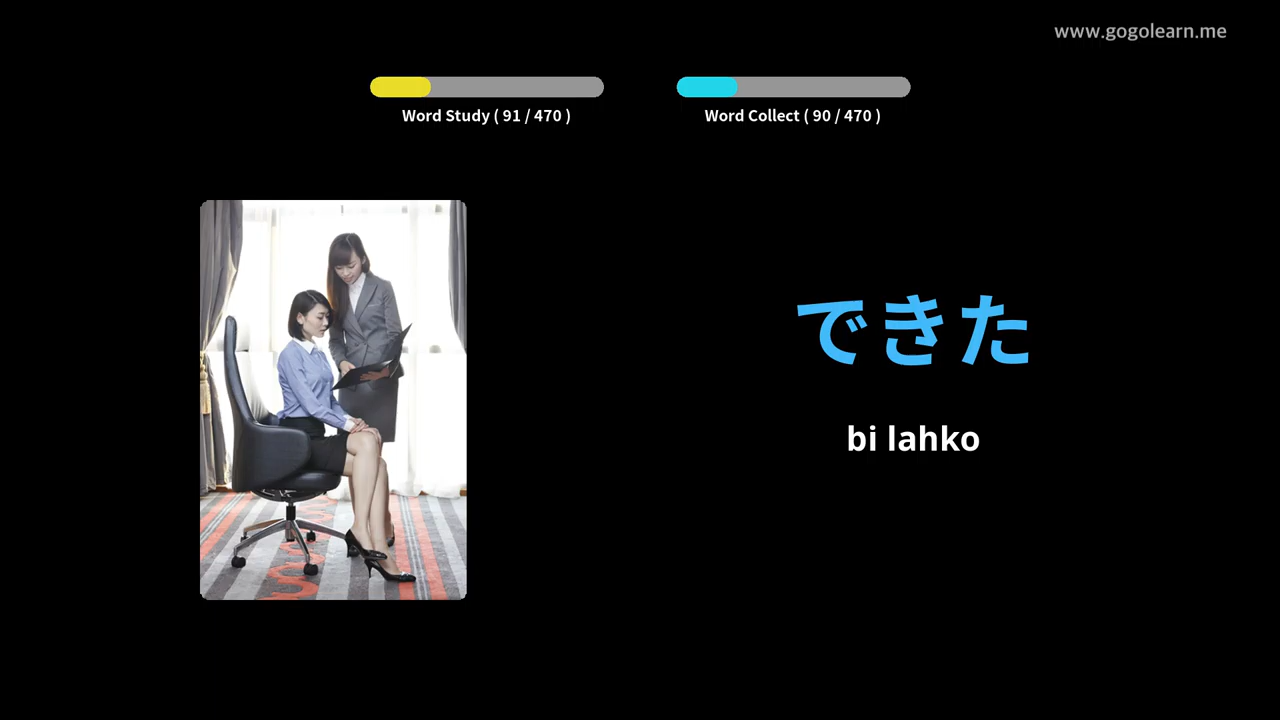 www.gogolearn.me
Word Study ( 91 / 470 )
Word Collect ( 90 / 470 )
できた
bi lahko